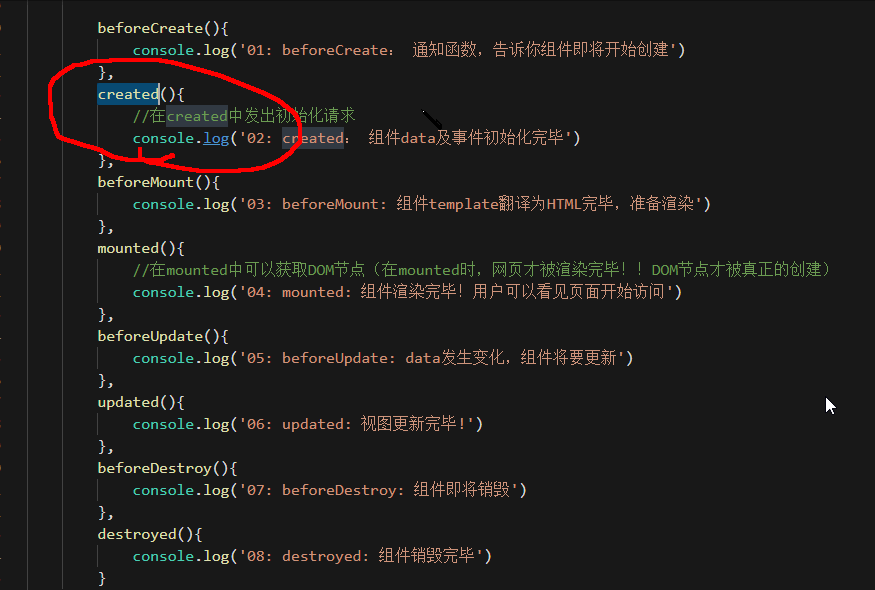 beforeCreate(){
console.log('01: beforeCreate： 通知函数，告诉你组件即将开始创建')
},
created(){
//在created中发出初始化请求
console.log('02: created： 组件data及事件初始化完毕')
},
beforeMount(){
console.log('03: beforeMount: 组件template翻译为HTML完毕，准备渲染')
},
mounted(){
//在mounted中可以获取DOM节点（在mounted时，网页才被渲染完毕！！DOM节点才被真正的创建）
console.log('04: mounted: 组件渲染完毕！用户可以看见页面开始访问')
},
beforeUpdate(){
console.log('05: beforeUpdate: data发生变化，组件将要更新')
},
updated(){
console.log('06: updated: 视图更新完毕!')
},
beforeDestroy(){
console.log('07: beforeDestroy: 组件即将销毁')
},
destroyed(){
console.log('08: destroyed: 组件销毁完毕')
}